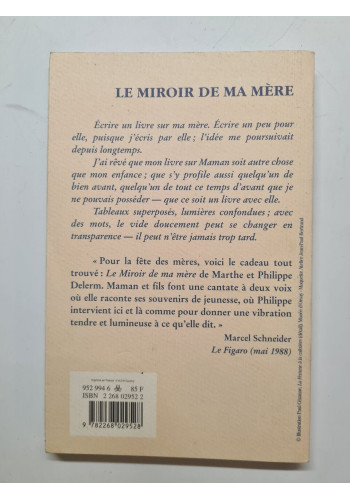 LE MIROIR DE MA MÈRE
Écrire un livre sur ma mère. Écrire un peu pour
elle, puisque j'écris par elle ; l'idée me poursuivait
depuis longtemps.
J'ai rêvé que mon livre sur Maman soit autre chose
que mon enfance ; que s'y profile aussi quelqu'un de
bien avant, quelqu'un de tout ce temps d'avant que je
ne pouvais posséder — que ce soit un livre avec elle.
Tableaux superposés, lumières confondues ; avec
des mots, le vide doucement peut se changer en
transparence — il peut n'être jamais trop tard.
« Pour la fête des mères, voici le cadeau tout
trouvé : Le Miroir de ma mère de Marthe et Philippe
Delerm. Maman et fils font une cantate à deux voix
où elle raconte ses souvenirs de jeunesse, où Philippe
intervient ici et là comme pour donner une vibration
tendre et lumineuse à ce qu'elle dit. »
Marcel Schneider
Le Figaro (mai 1988)
952 994 6
85 F
ISBN 2 268 02952 2
9 782268 029528